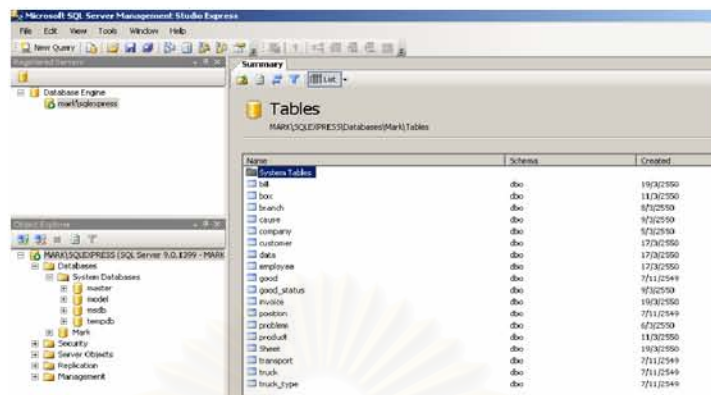 Microsoft SQL Server Management Studio Express
File Edit View Tools Window Help
New Query
Registered Servers
Database Engine
mark\sqlexpress
Object Explorer
MARK\SQLEXPRESS (SQL Server 9.0.1399 - MARK
Databases
System Databases
master
model
msdb
tempdb
Mark
Security
Server Objects
Replication
Management
Summary
List
Tables
MARK\SQLEXPRESS\Databases\Mark\Tables
Name Schema Created
System Tables
bill dbo 19/3/2550
box dbo 11/3/2550
branch dbo
cause dbo 9/3/2550
company dbo
customer dbo 17/3/2550
data dbo 17/3/2550
employee dbo 17/3/2550
good dbo 7/11/2549
good_status dbo 9/3/2550
invoice dbo 19/3/2550
position dbo 7/11/2549
problem dbo 6/3/2550
product dbo 11/3/2550
Sheet dbo 19/3/2550
transport dbo 7/11/2549
truck dbo 7/11/2549
truck_type dbo 7/11/2549